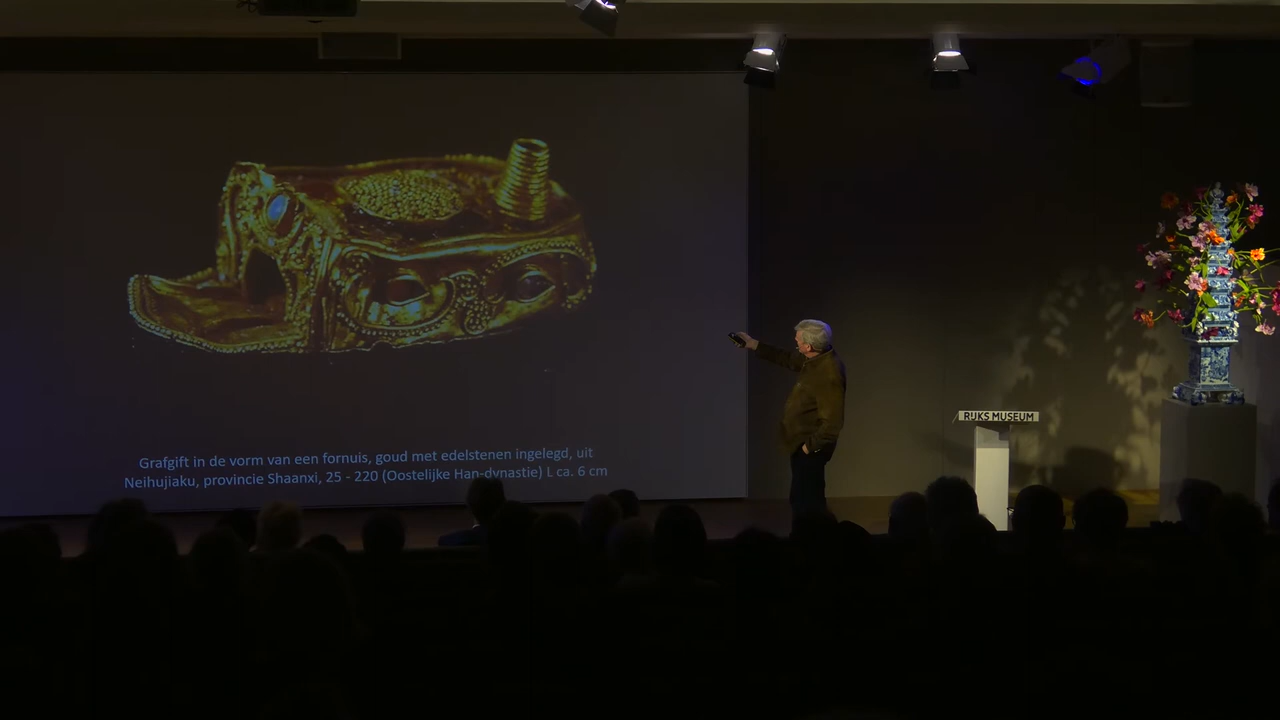 Grafgift in de vorm van een fornuis, goud met edelstenen ingelegd, uit
Neihujiaku, provincie Shaanxi, 25 - 220 (Oostelijke Han-dynastie) L ca. 6 cm
RIJKS MUSEUM